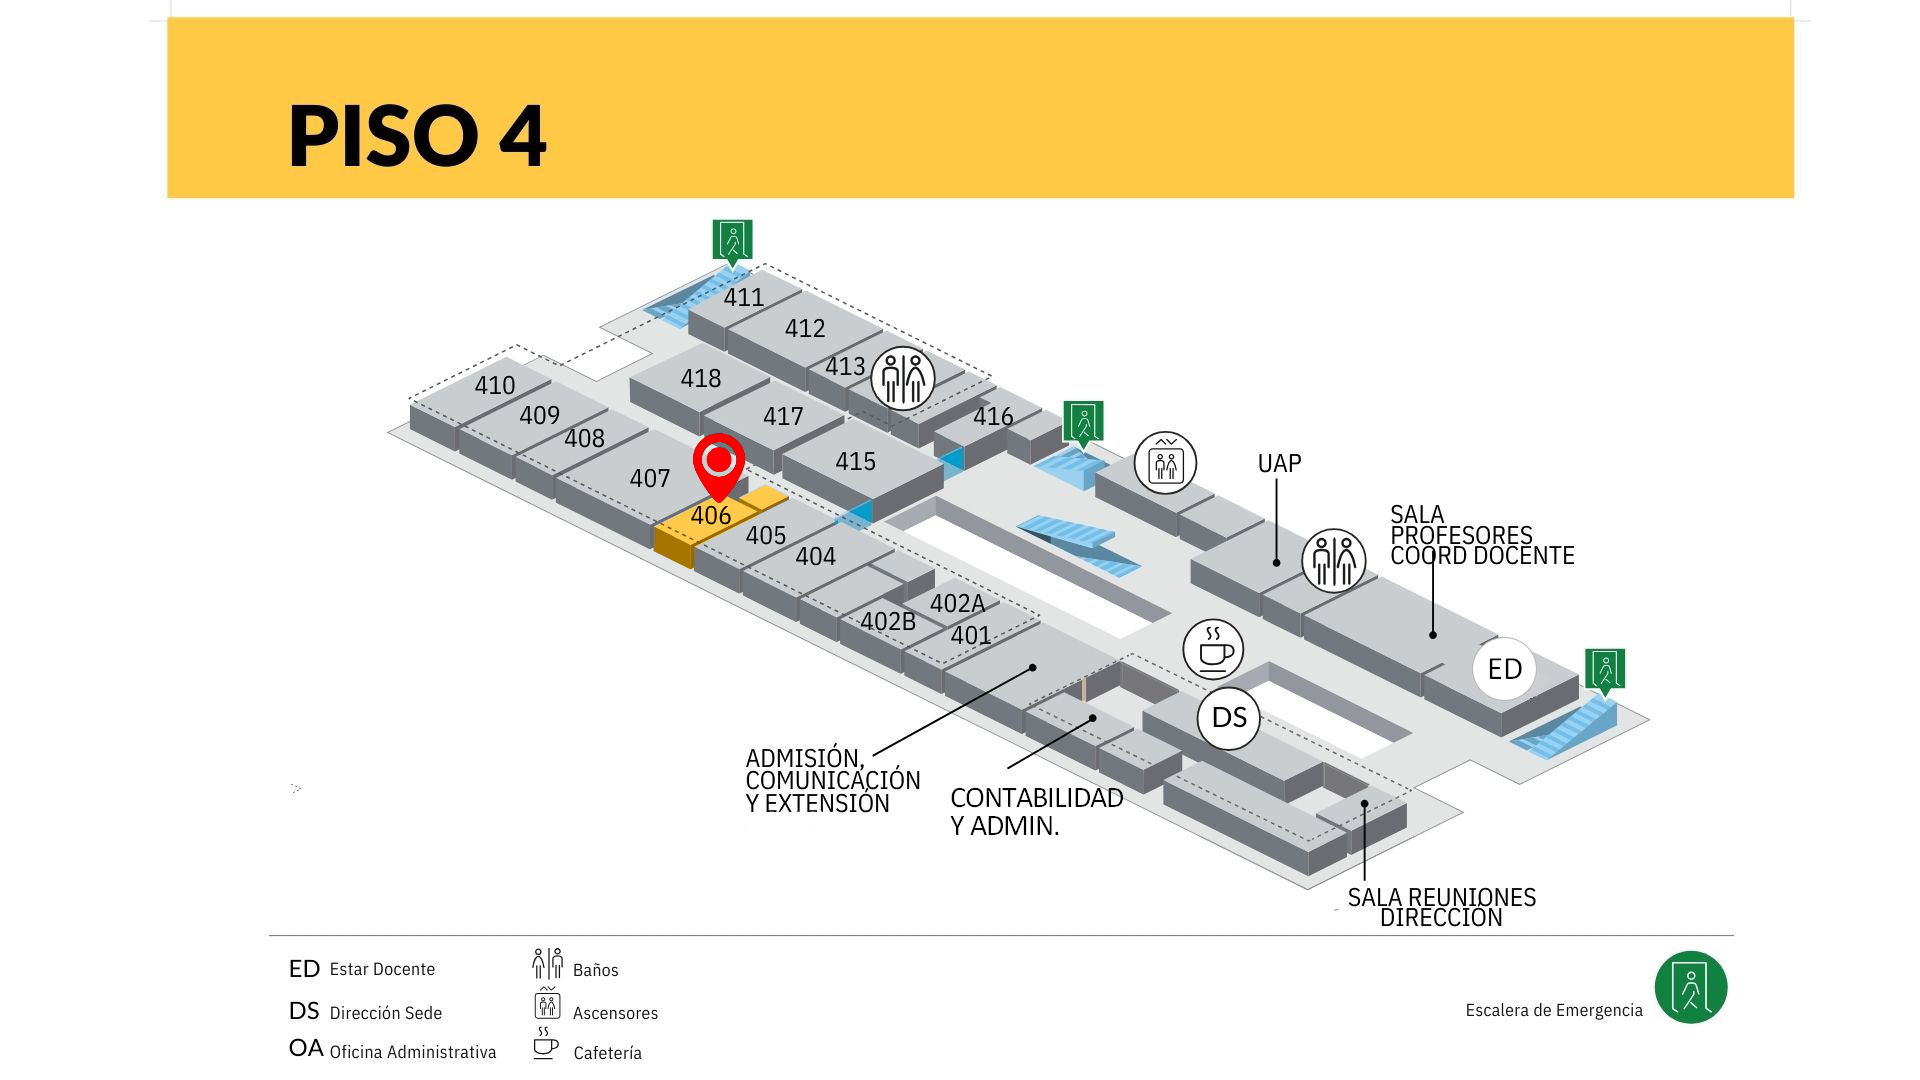 PISO 4
411
412
413
410
418
409
417
416
408
415
407
UAP
406
SALA
PROFESORES
COORD DOCENTE
405
404
402A
402B
401
ED
DS
ADMISIÓN,
COMUNICACIÓN
Y EXTENSIÓN
CONTABILIDAD
Y ADMIN.
SALA REUNIONES
DIRECCIÓN
ED Estar Docente
DS Dirección Sede
OA Oficina Administrativa
Baños
Ascensores
Cafetería
Escalera de Emergencia